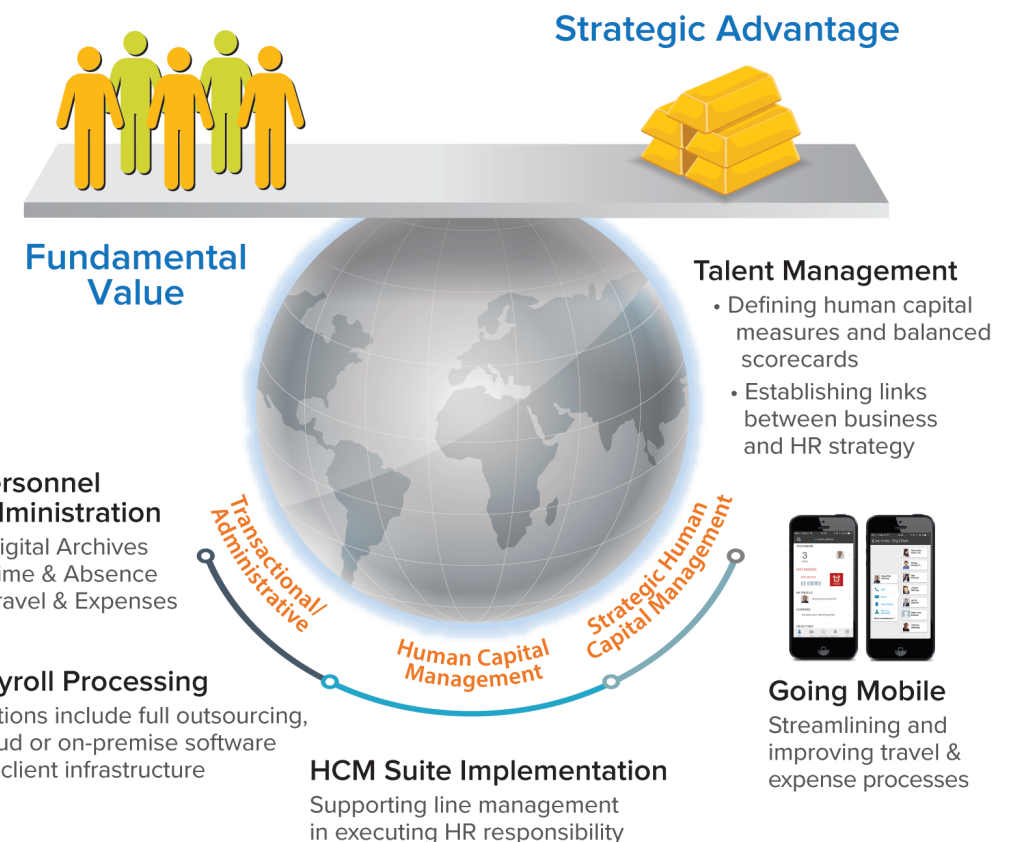 Strategic Advantage
Fundamental
Value
Talent Management
• Defining human capital
measures and balanced
scorecards
• Establishing links
between business
and HR strategy
ersonnel
ministration
igital Archives
ime & Absence
ravel & Expenses
Transactional/
Administrative
Human Capital
Management
Strategic Human
Capital Management
yroll Processing
tions include full outsourcing,
ud or on-premise software
client infrastructure
HCM Suite Implementation
Supporting line management
in executing HR responsibility
3
Going Mobile
Streamlining and
improving travel &
expense processes